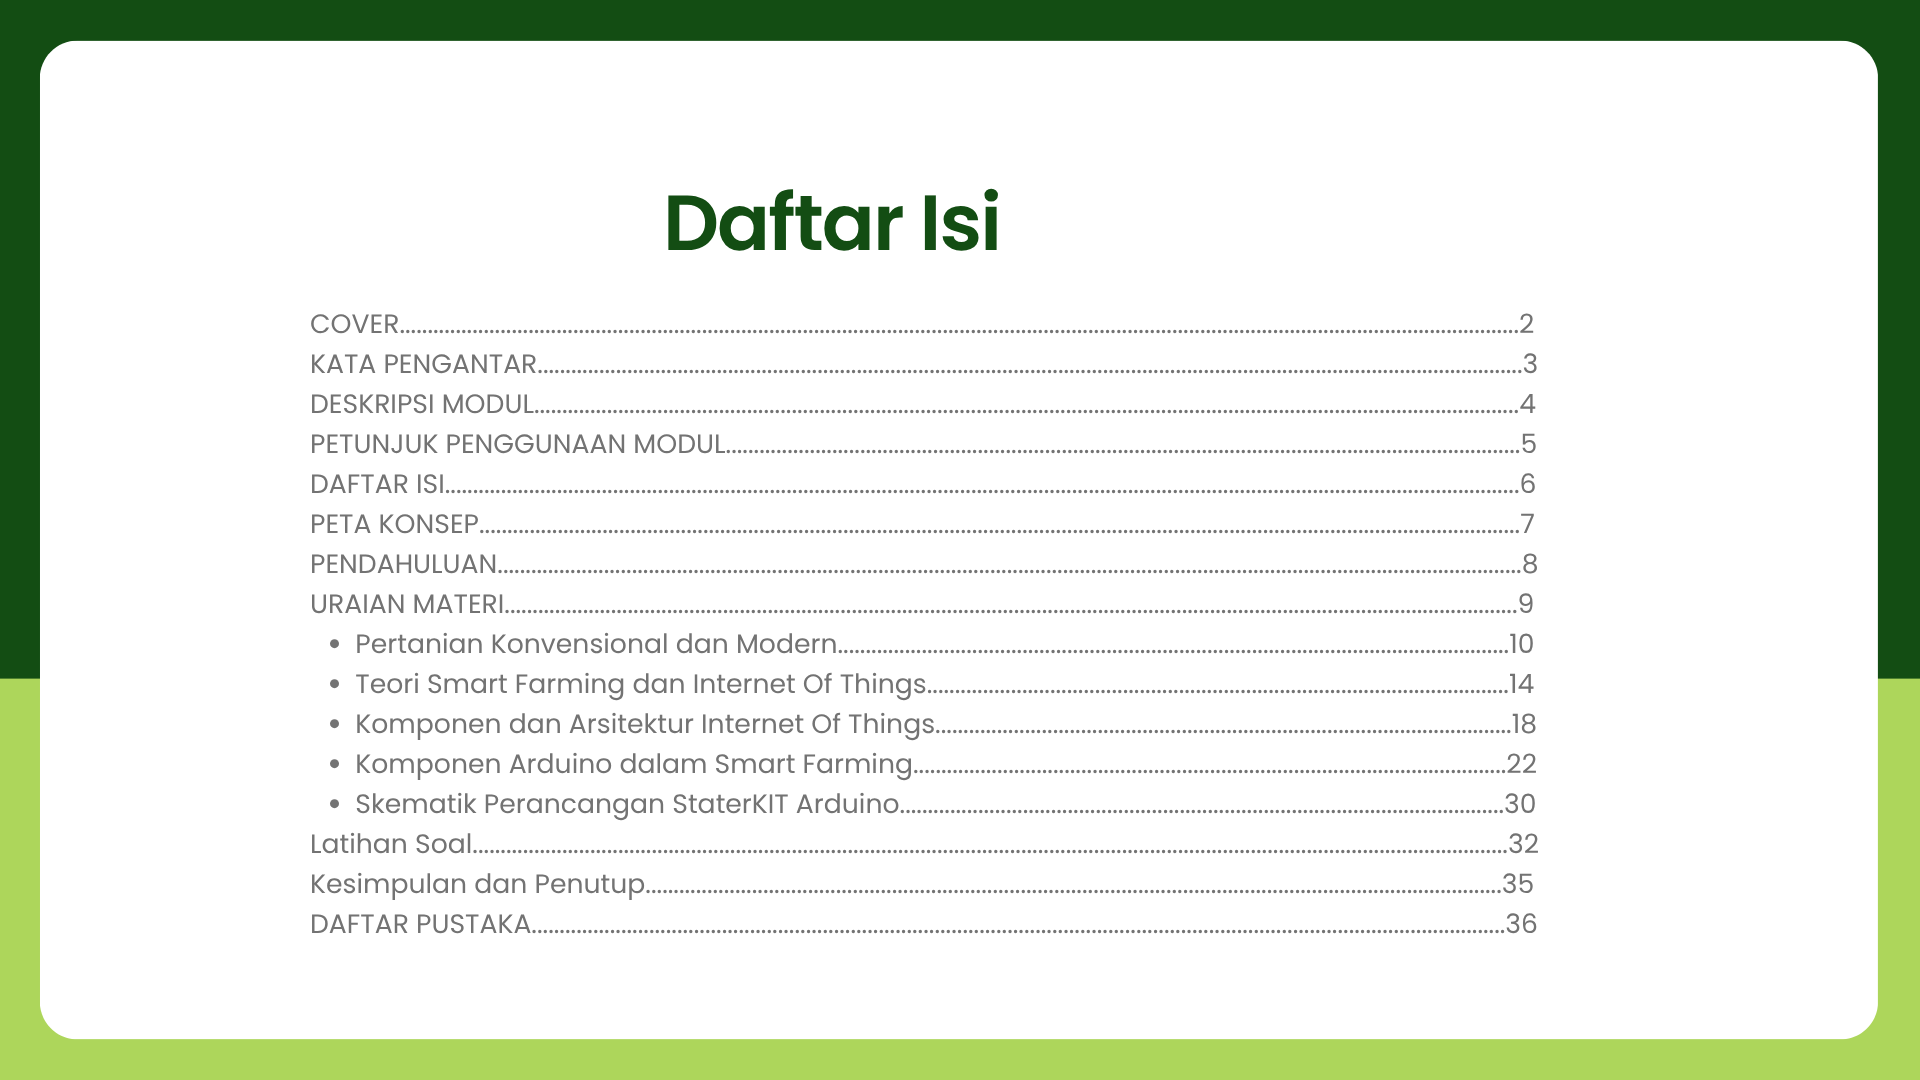 Daftar Isi
COVER........................................................................................................................2
KATA PENGANTAR........................................................................................................................3
DESKRIPSI MODUL........................................................................................................................4
PETUNJUK PENGGUNAAN MODUL........................................................................................................................5
DAFTAR ISI........................................................................................................................6
PETA KONSEP........................................................................................................................7
PENDAHULUAN........................................................................................................................8
URAIAN MATERI........................................................................................................................9
• Pertanian Konvensional dan Modern........................................................................................................................10
• Teori Smart Farming dan Internet Of Things........................................................................................................................14
• Komponen dan Arsitektur Internet Of Things........................................................................................................................18
• Komponen Arduino dalam Smart Farming........................................................................................................................22
• Skematik Perancangan StaterKIT Arduino........................................................................................................................30
Latihan Soal........................................................................................................................32
Kesimpulan dan Penutup........................................................................................................................35
DAFTAR PUSTAKA........................................................................................................................36